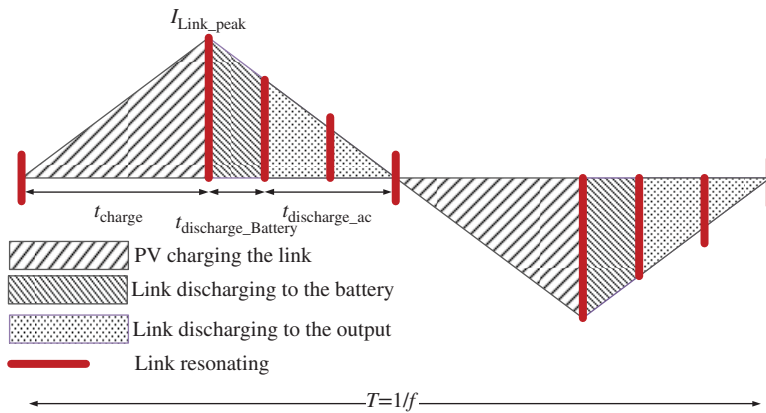 I_Link_peak
t_charge
t_discharge_Battery
t_discharge_ac
PV charging the link
Link discharging to the battery
Link discharging to the output
Link resonating
T=1/f